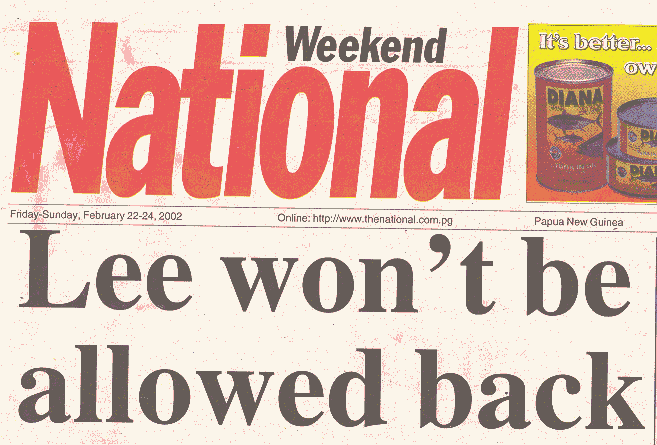 Weekend
National
It's better...
ow
DIANA
Friday-Sunday, February 22-24, 2002 Online: http://www.thenational.com.pg Papua New Guinea
Lee won't be
allowed back